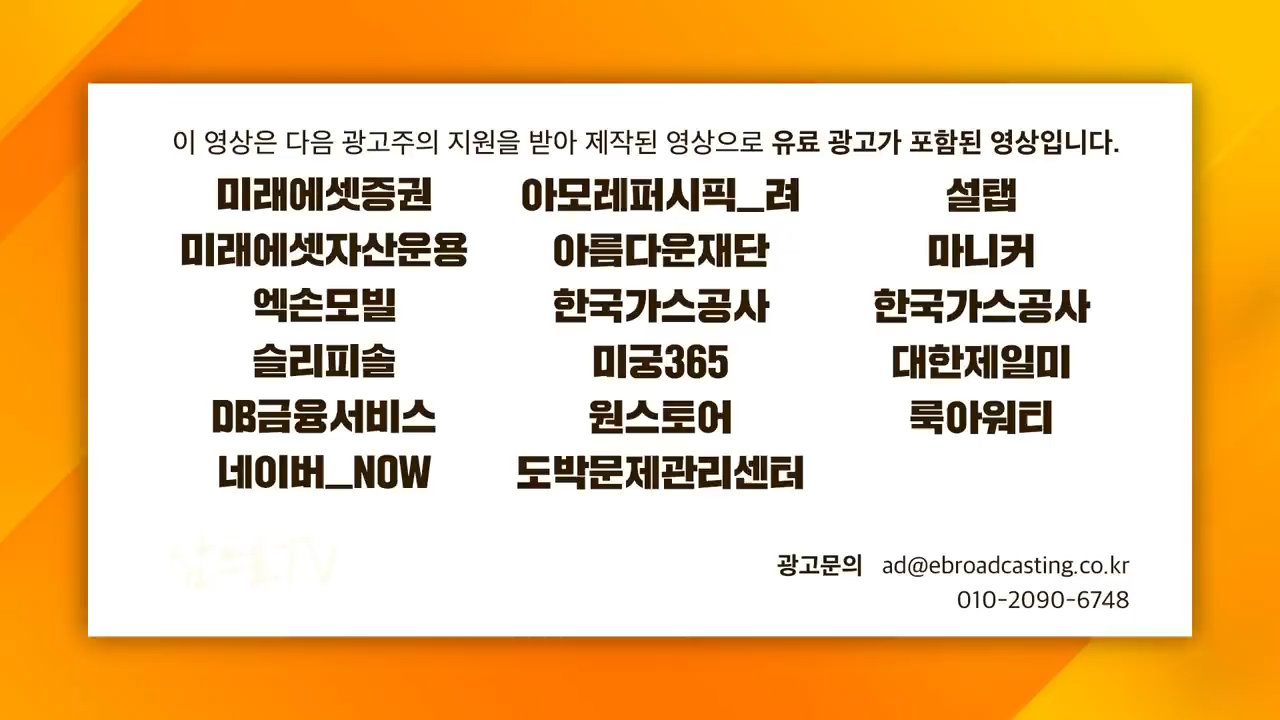 이 영상은 다음 광고주의 지원을 받아 제작된 영상으로 유료 광고가 포함된 영상입니다.
미래에셋증권 아모레퍼시픽_려 설탭
미래에셋자산운용 아름다운재단 마니커
엑손모빌 한국가스공사 한국가스공사
슬리피솔 미궁365 대한제일미
DB금융서비스 원스토어 룩아워티
네이버_NOW 도박문제관리센터
광고문의 ad@ebroadcasting.co.kr
010-2090-6748